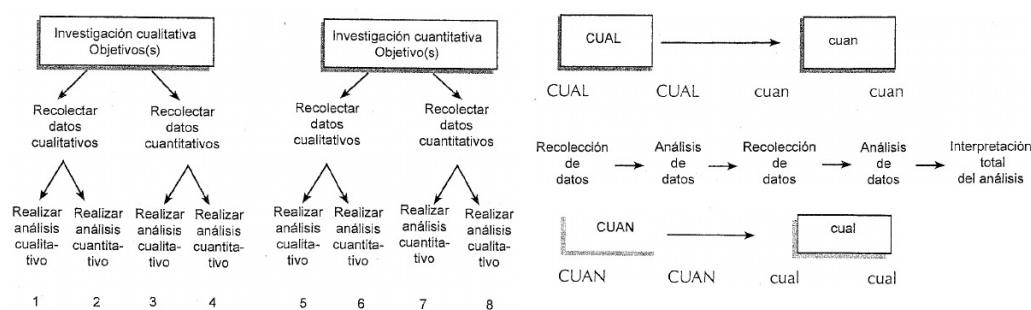 Investigación cualitativa
Objetivos(s)
Recolectar
datos
cualitativos
Recolectar
datos
cuantitativos
Realizar
análisis
cualita-
tivo
Realizar
análisis
cuantita-
tivo
Realizar
análisis
cualita-
tivo
Realizar
análisis
cuantita-
tivo
1
2
3
4
Investigación cuantitativa
Objetivo(s)
Recolectar
datos
cualitativos
Recolectar
datos
cuantitativos
Realizar
análisis
cualita-
tivo
Realizar
análisis
cuantita-
tivo
Realizar
análisis
cuantita-
tivo
Realizar
análisis
cualita-
tivo
5
6
7
8
CUAL
cuan
CUAL CUAL cuan cuan
Recolección
de
datos
Análisis
de
datos
Recolección
de
datos
Análisis
de
datos
Interpretación
total
del análisis
CUAN
cual
CUAN CUAN cual cual